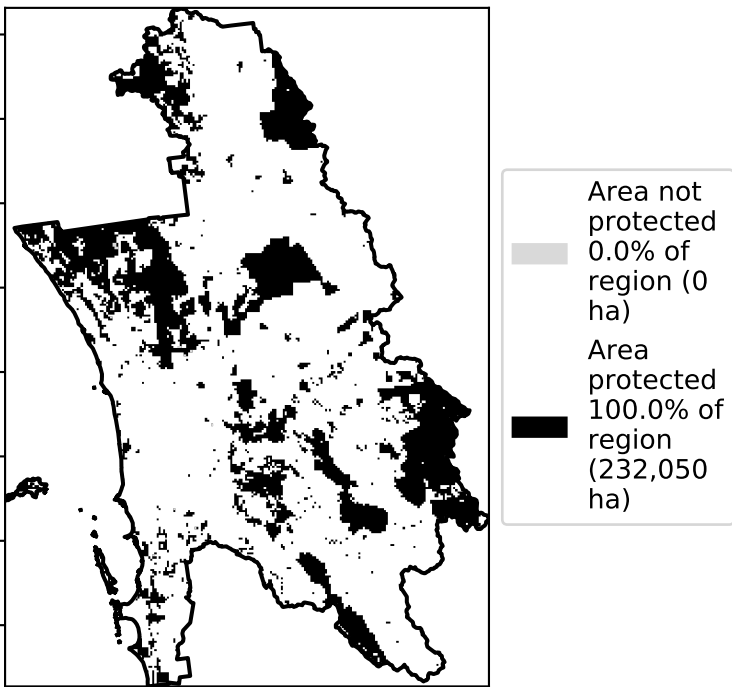 Area not
protected
0.0% of
region (0
ha)
Area
protected
100.0% of
region
(232,050
ha)